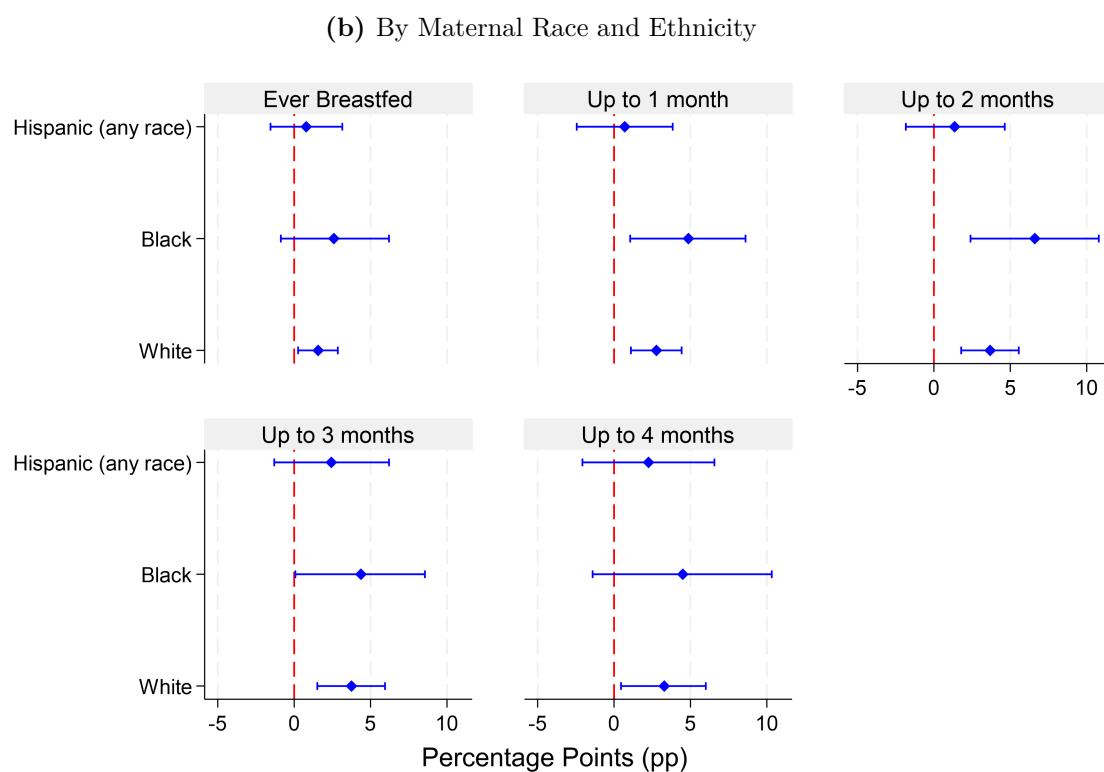 (b) By Maternal Race and Ethnicity
Ever Breastfed
Up to 1 month
Up to 2 months
Hispanic (any race)
Black
White
-5 0 5 10
Up to 3 months
Up to 4 months
Hispanic (any race)
Black
White
-5 0 5 10
-5 0 5 10
Percentage Points (pp)